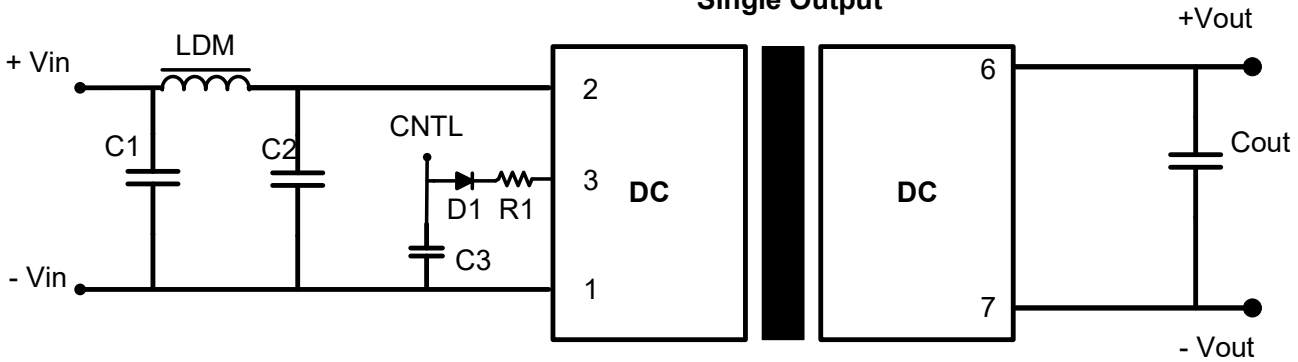 Single Output
+Vout
LDM
+ Vin
2
6
CNTL
C1
C2
Cout
3
DC
DC
D1
R1
C3
- Vin
1
7
- Vout